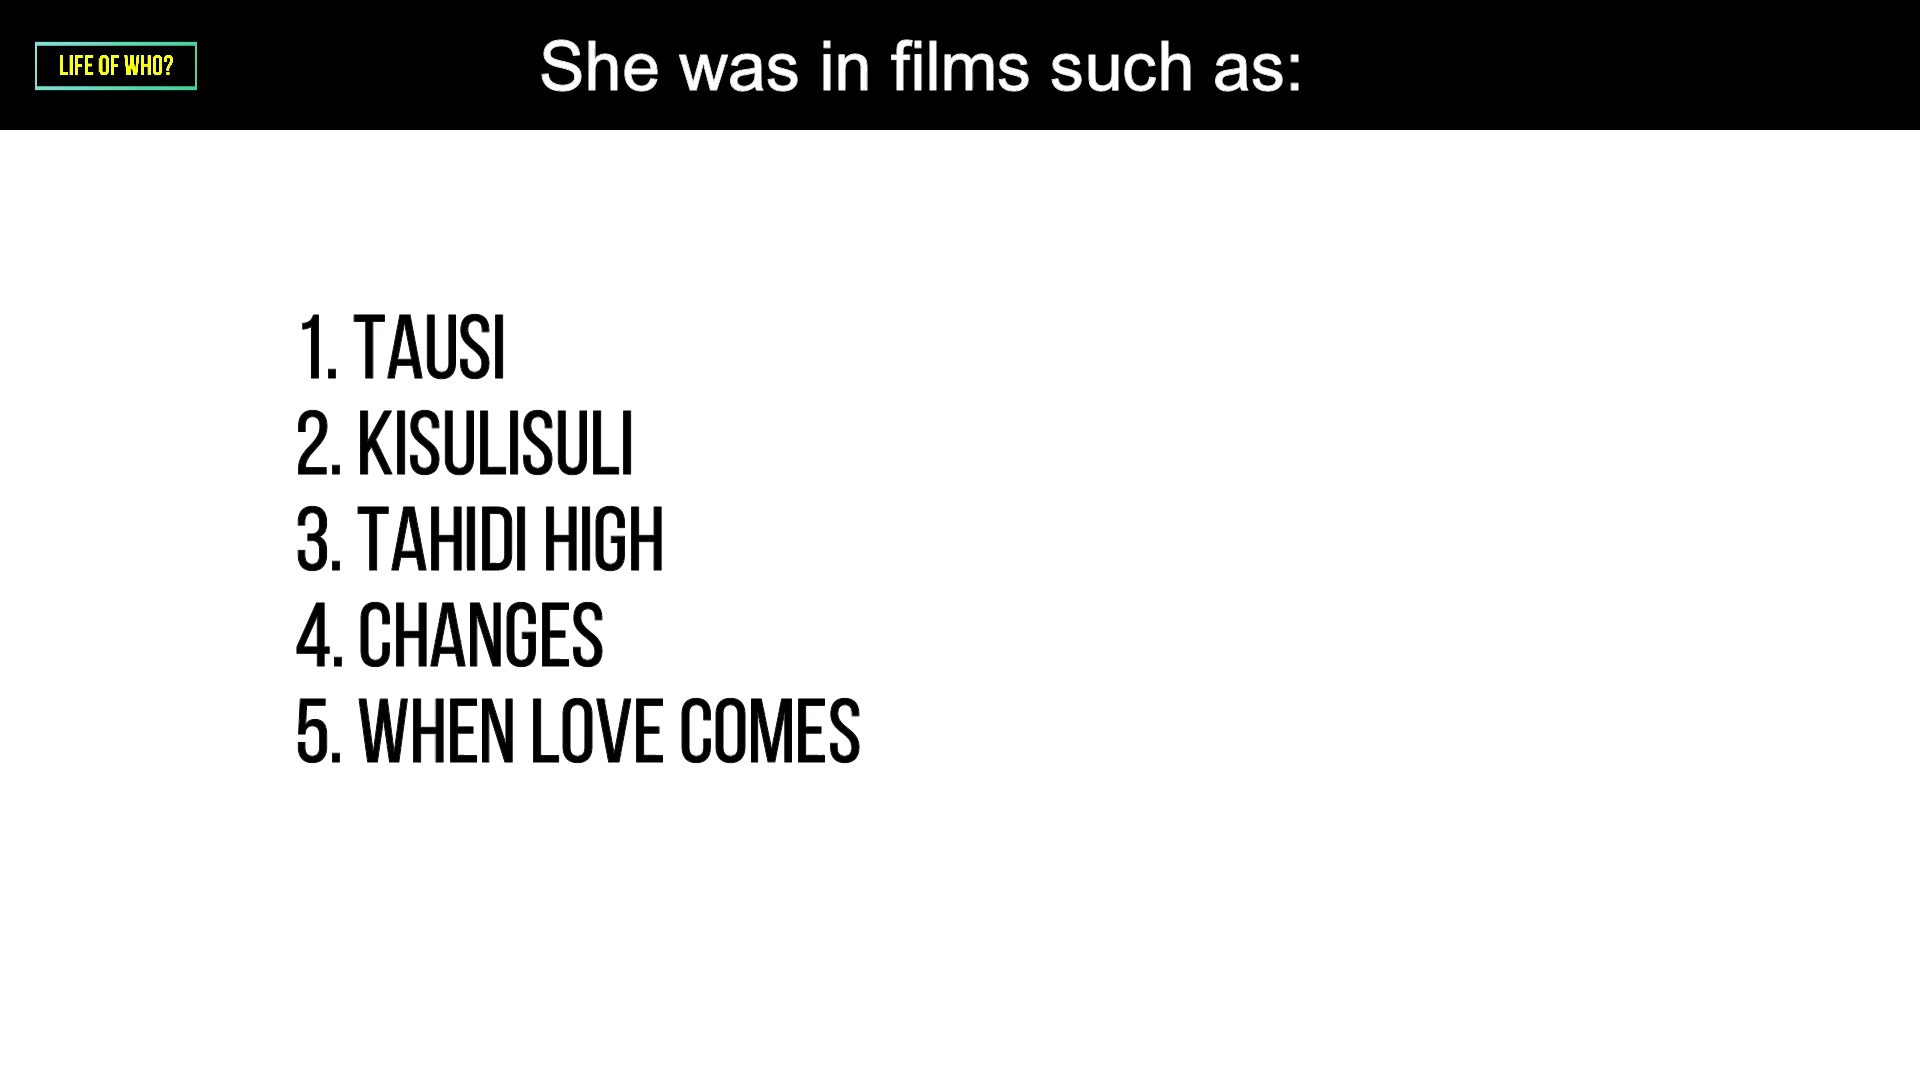 LIFE OF WHO?
She was in films such as:
1. TAUSI
2. KISULISULI
3. TAHIDI HIGH
4. CHANGES
5. WHEN LOVE COMES